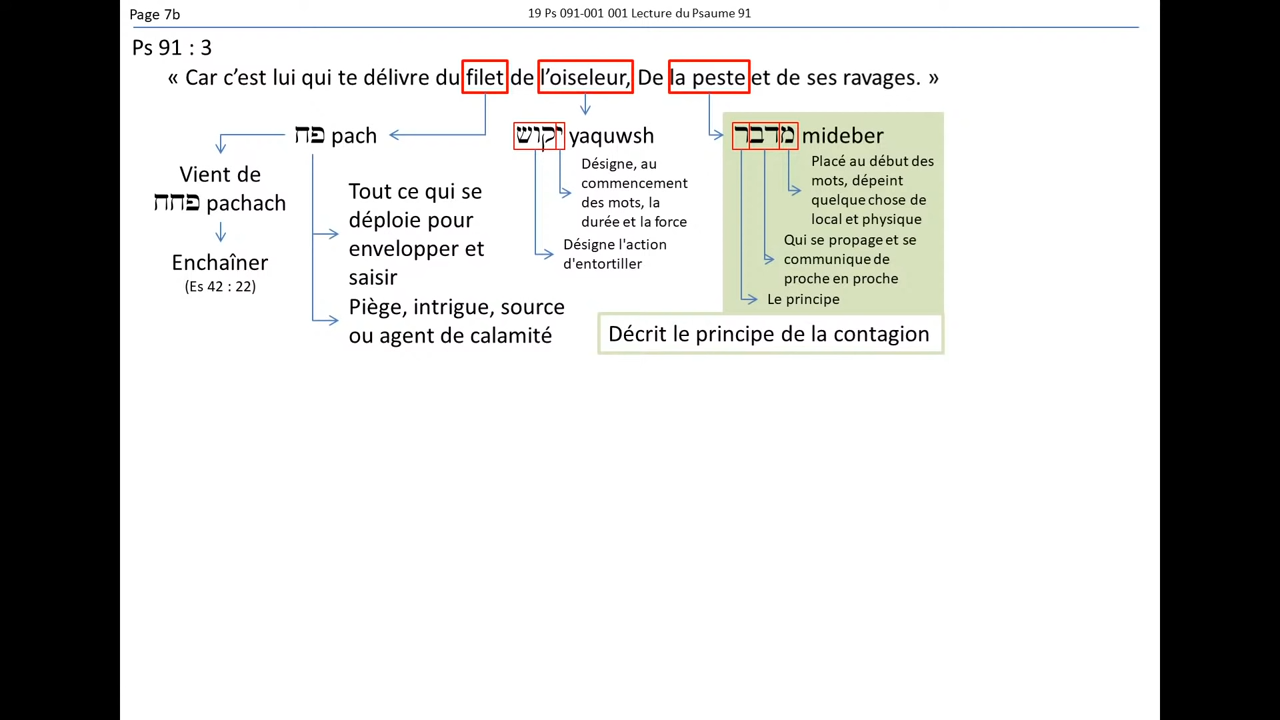 Page 7b
19 Ps 091-001 001 Lecture du Psaume 91
Ps 91 : 3
« Car c’est lui qui te délivre du filet de l’oiseleur, De la peste et de ses ravages. »
פח pach
Vient de
פחח pachach
Enchaîner
(Es 42 : 22)
Tout ce qui se
déploie pour
envelopper et
saisir
Piège, intrigue, source
ou agent de calamité
יקוש yaquwsh
Désigne, au
commencement
des mots, la
durée et la force
Désigne l'action
d'entortiller
מדבר mideber
Placé au début des
mots, dépeint
quelque chose de
local et physique
Qui se propage et se
communique de
proche en proche
Le principe
Décrit le principe de la contagion